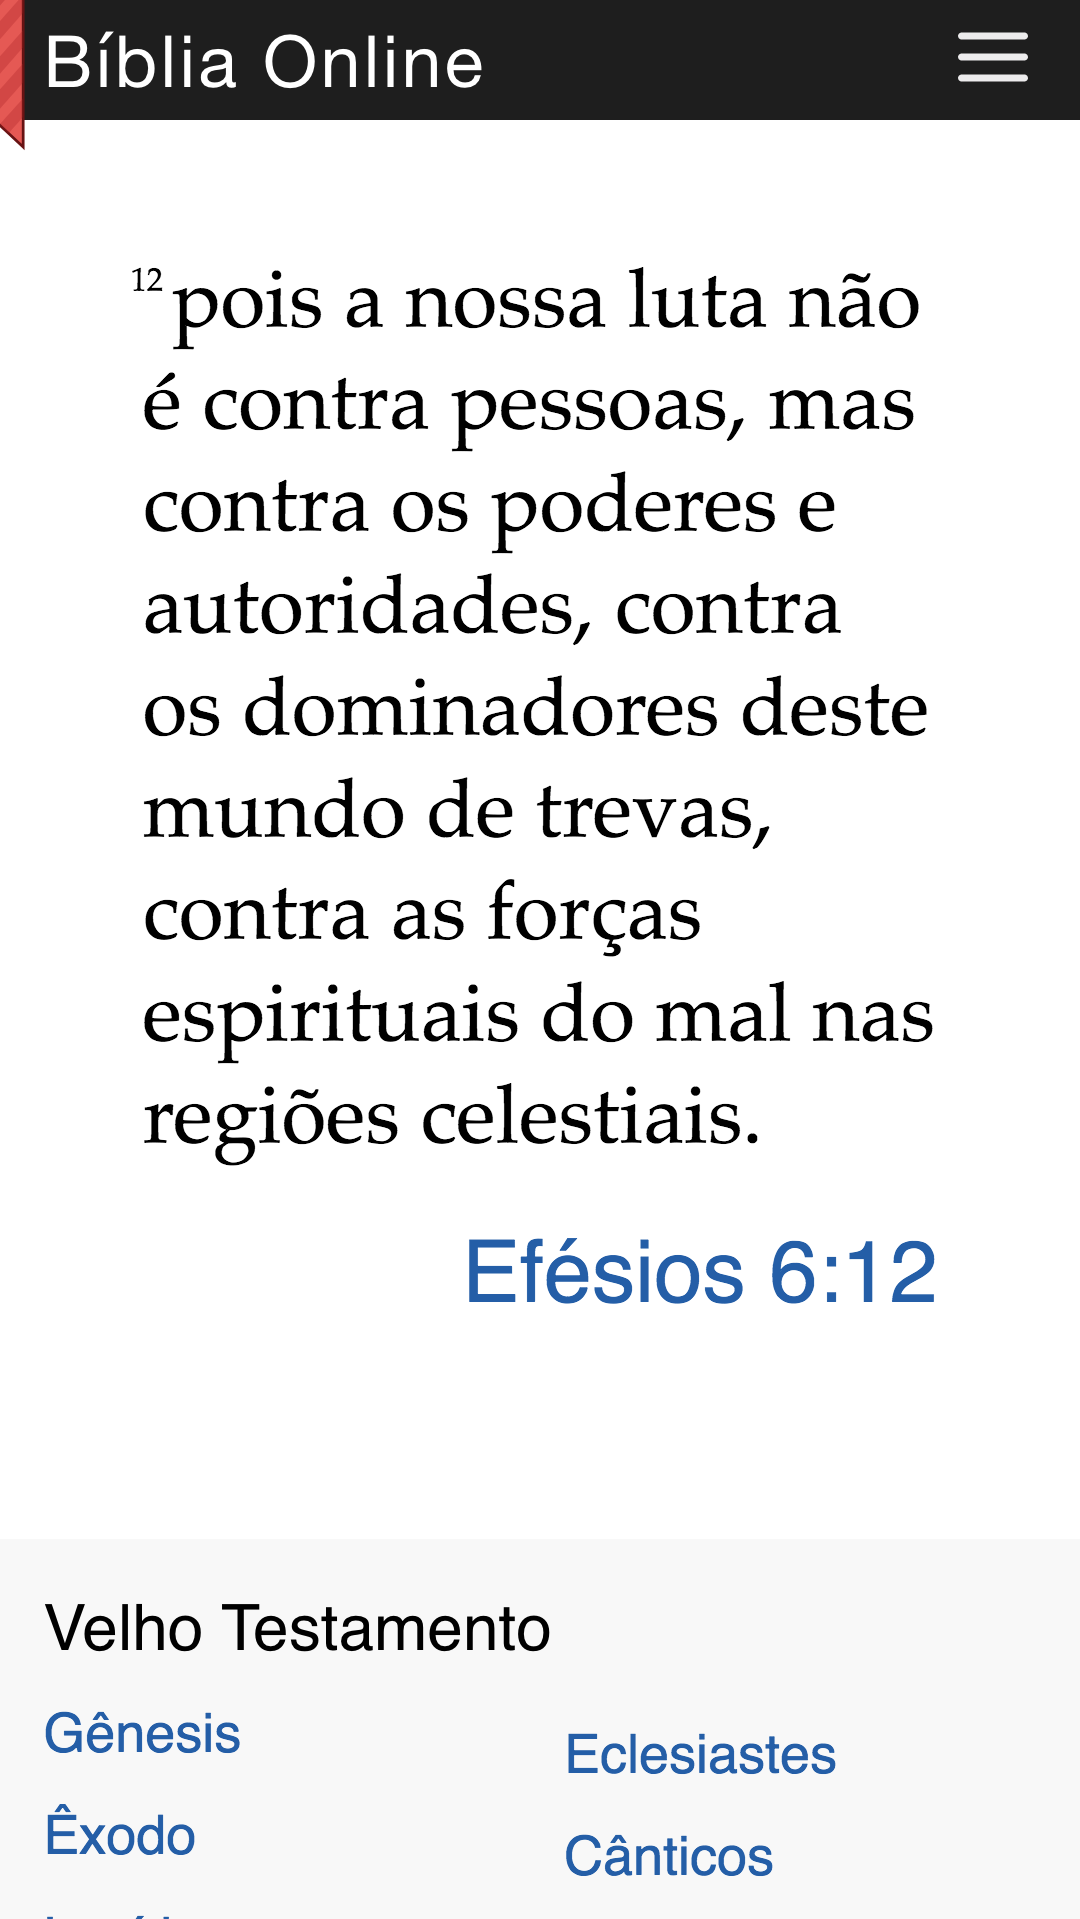 Bíblia Online
12 pois a nossa luta não
é contra pessoas, mas
contra os poderes e
autoridades, contra
os dominadores deste
mundo de trevas,
contra as forças
espirituais do mal nas
regiões celestiais.
Efésios 6:12
Velho Testamento
Gênesis
Êxodo
Eclesiastes
Cânticos